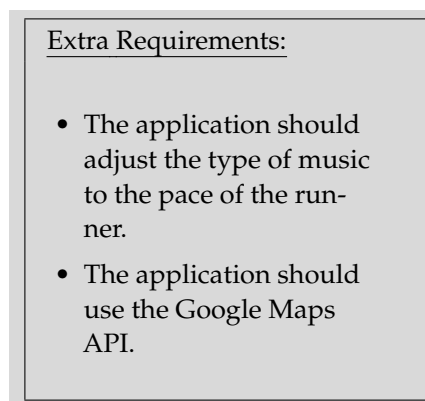 Extra Requirements:
• The application should
adjust the type of music
to the pace of the run-
ner.
• The application should
use the Google Maps
API.